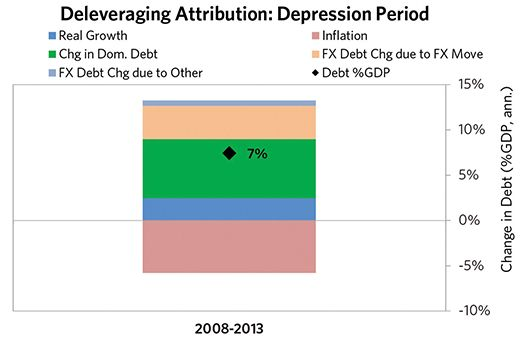 Deleveraging Attribution: Depression Period
Real Growth
Inflation
Chg in Dom. Debt
FX Debt Chg due to FX Move
FX Debt Chg due to Other
Debt %GDP
15%
10%
7%
5%
0%
-5%
-10%
Change in Debt (%GDP, ann.)
2008-2013